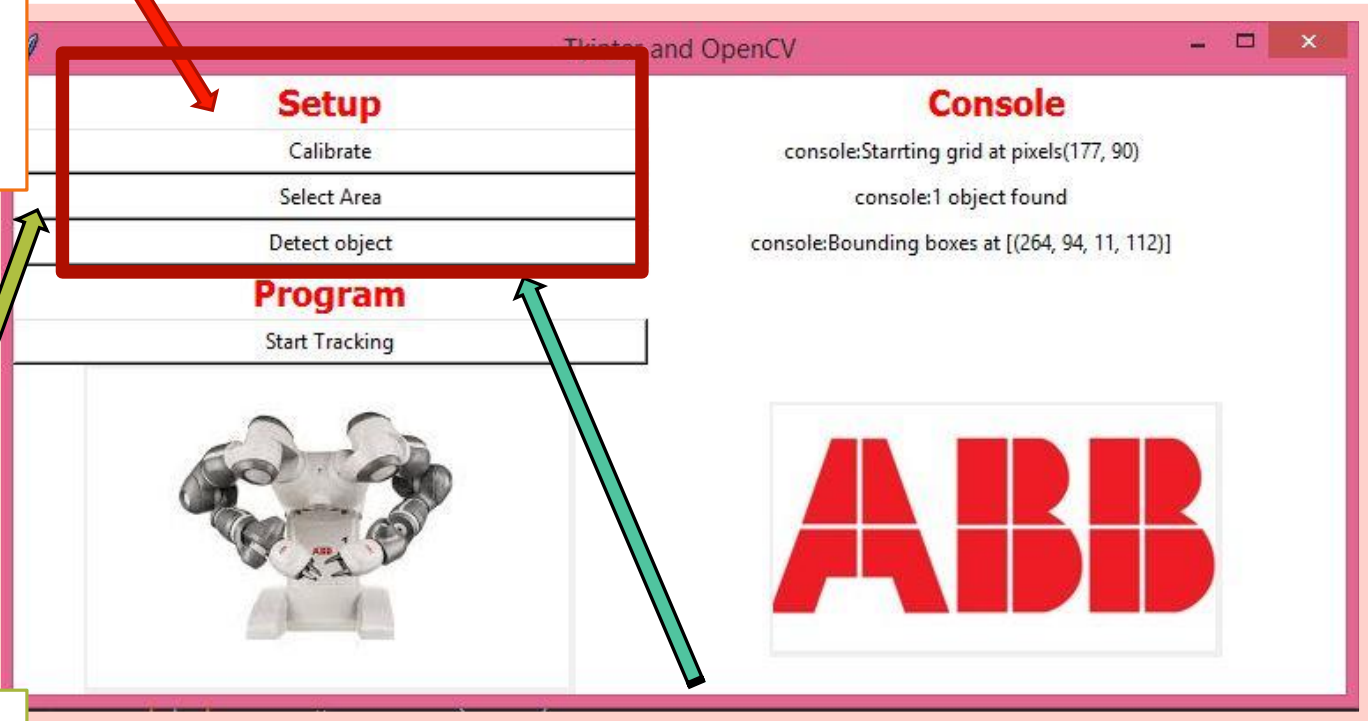 Tkinter and OpenCV
Setup
Calibrate
Select Area
Detect object
Program
Start Tracking
Console
console:Starrting grid at pixels(177, 90)
console:1 object found
console:Bounding boxes at [(264, 94, 11, 112)]
ABB
ABB